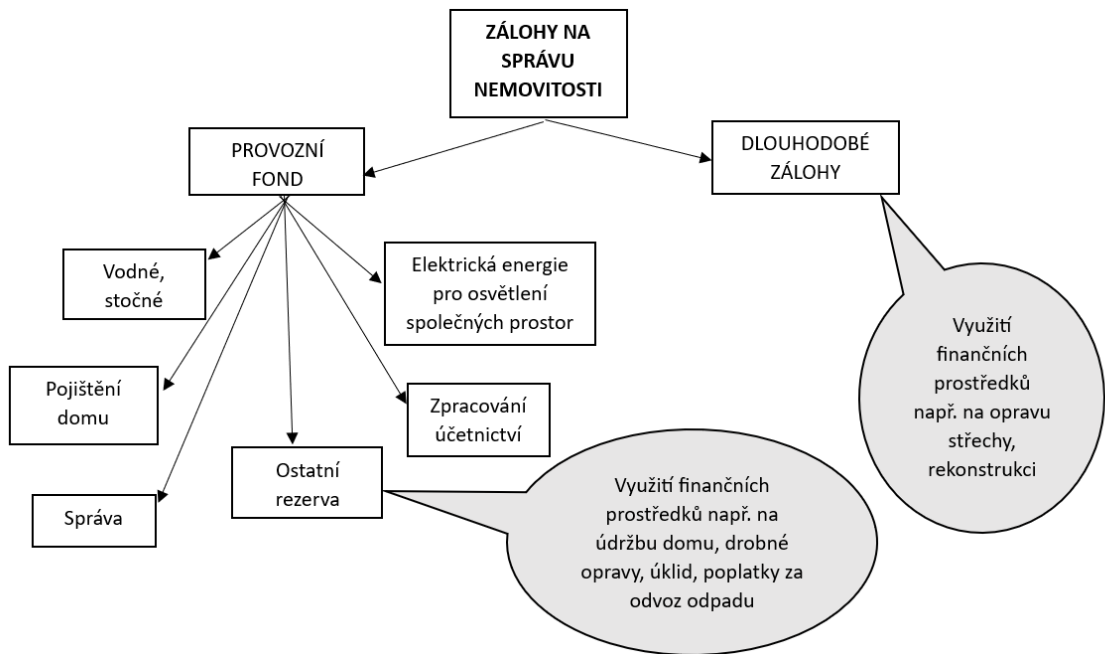 ZÁLOHY NA
SPRÁVU
NEMOVITOSTI
PROVOZNÍ
FOND
DLOUHODOBÉ
ZÁLOHY
Vodné,
stočné
Elektrická energie
pro osvětlení
společných prostor
Pojištění
domu
Zpracování
účetnictví
Ostatní
rezerva
Správa
Využití
finančních
prostředků
např. na opravu
střechy,
rekonstrukci
Využití finančních
prostředků např. na
údržbu domu, drobné
opravy, úklid, poplatky za
odvoz odpadu